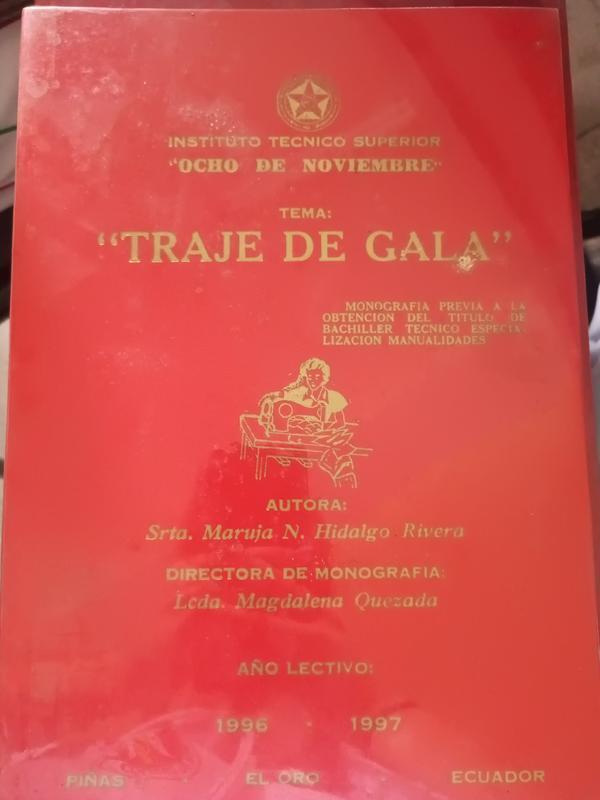 INSTITUTO TECNICO SUPERIOR
"OCHO DE NOVIEMBRE"
TEMA:
"TRAJE DE GALA"
MONOGRAFIA PREVIA A LA
OBTENCION DEL TITULO DE
BACHILLER TECNICO ESPECIA-
LIZACION MANUALIDADES
AUTORA:
Srta. Maruja N. Hidalgo Rivera
DIRECTORA DE MONOGRAFIA:
Lcda. Magdalena Quezada
AÑO LECTIVO:
1996 - 1997
PIÑAS - EL ORO - ECUADOR